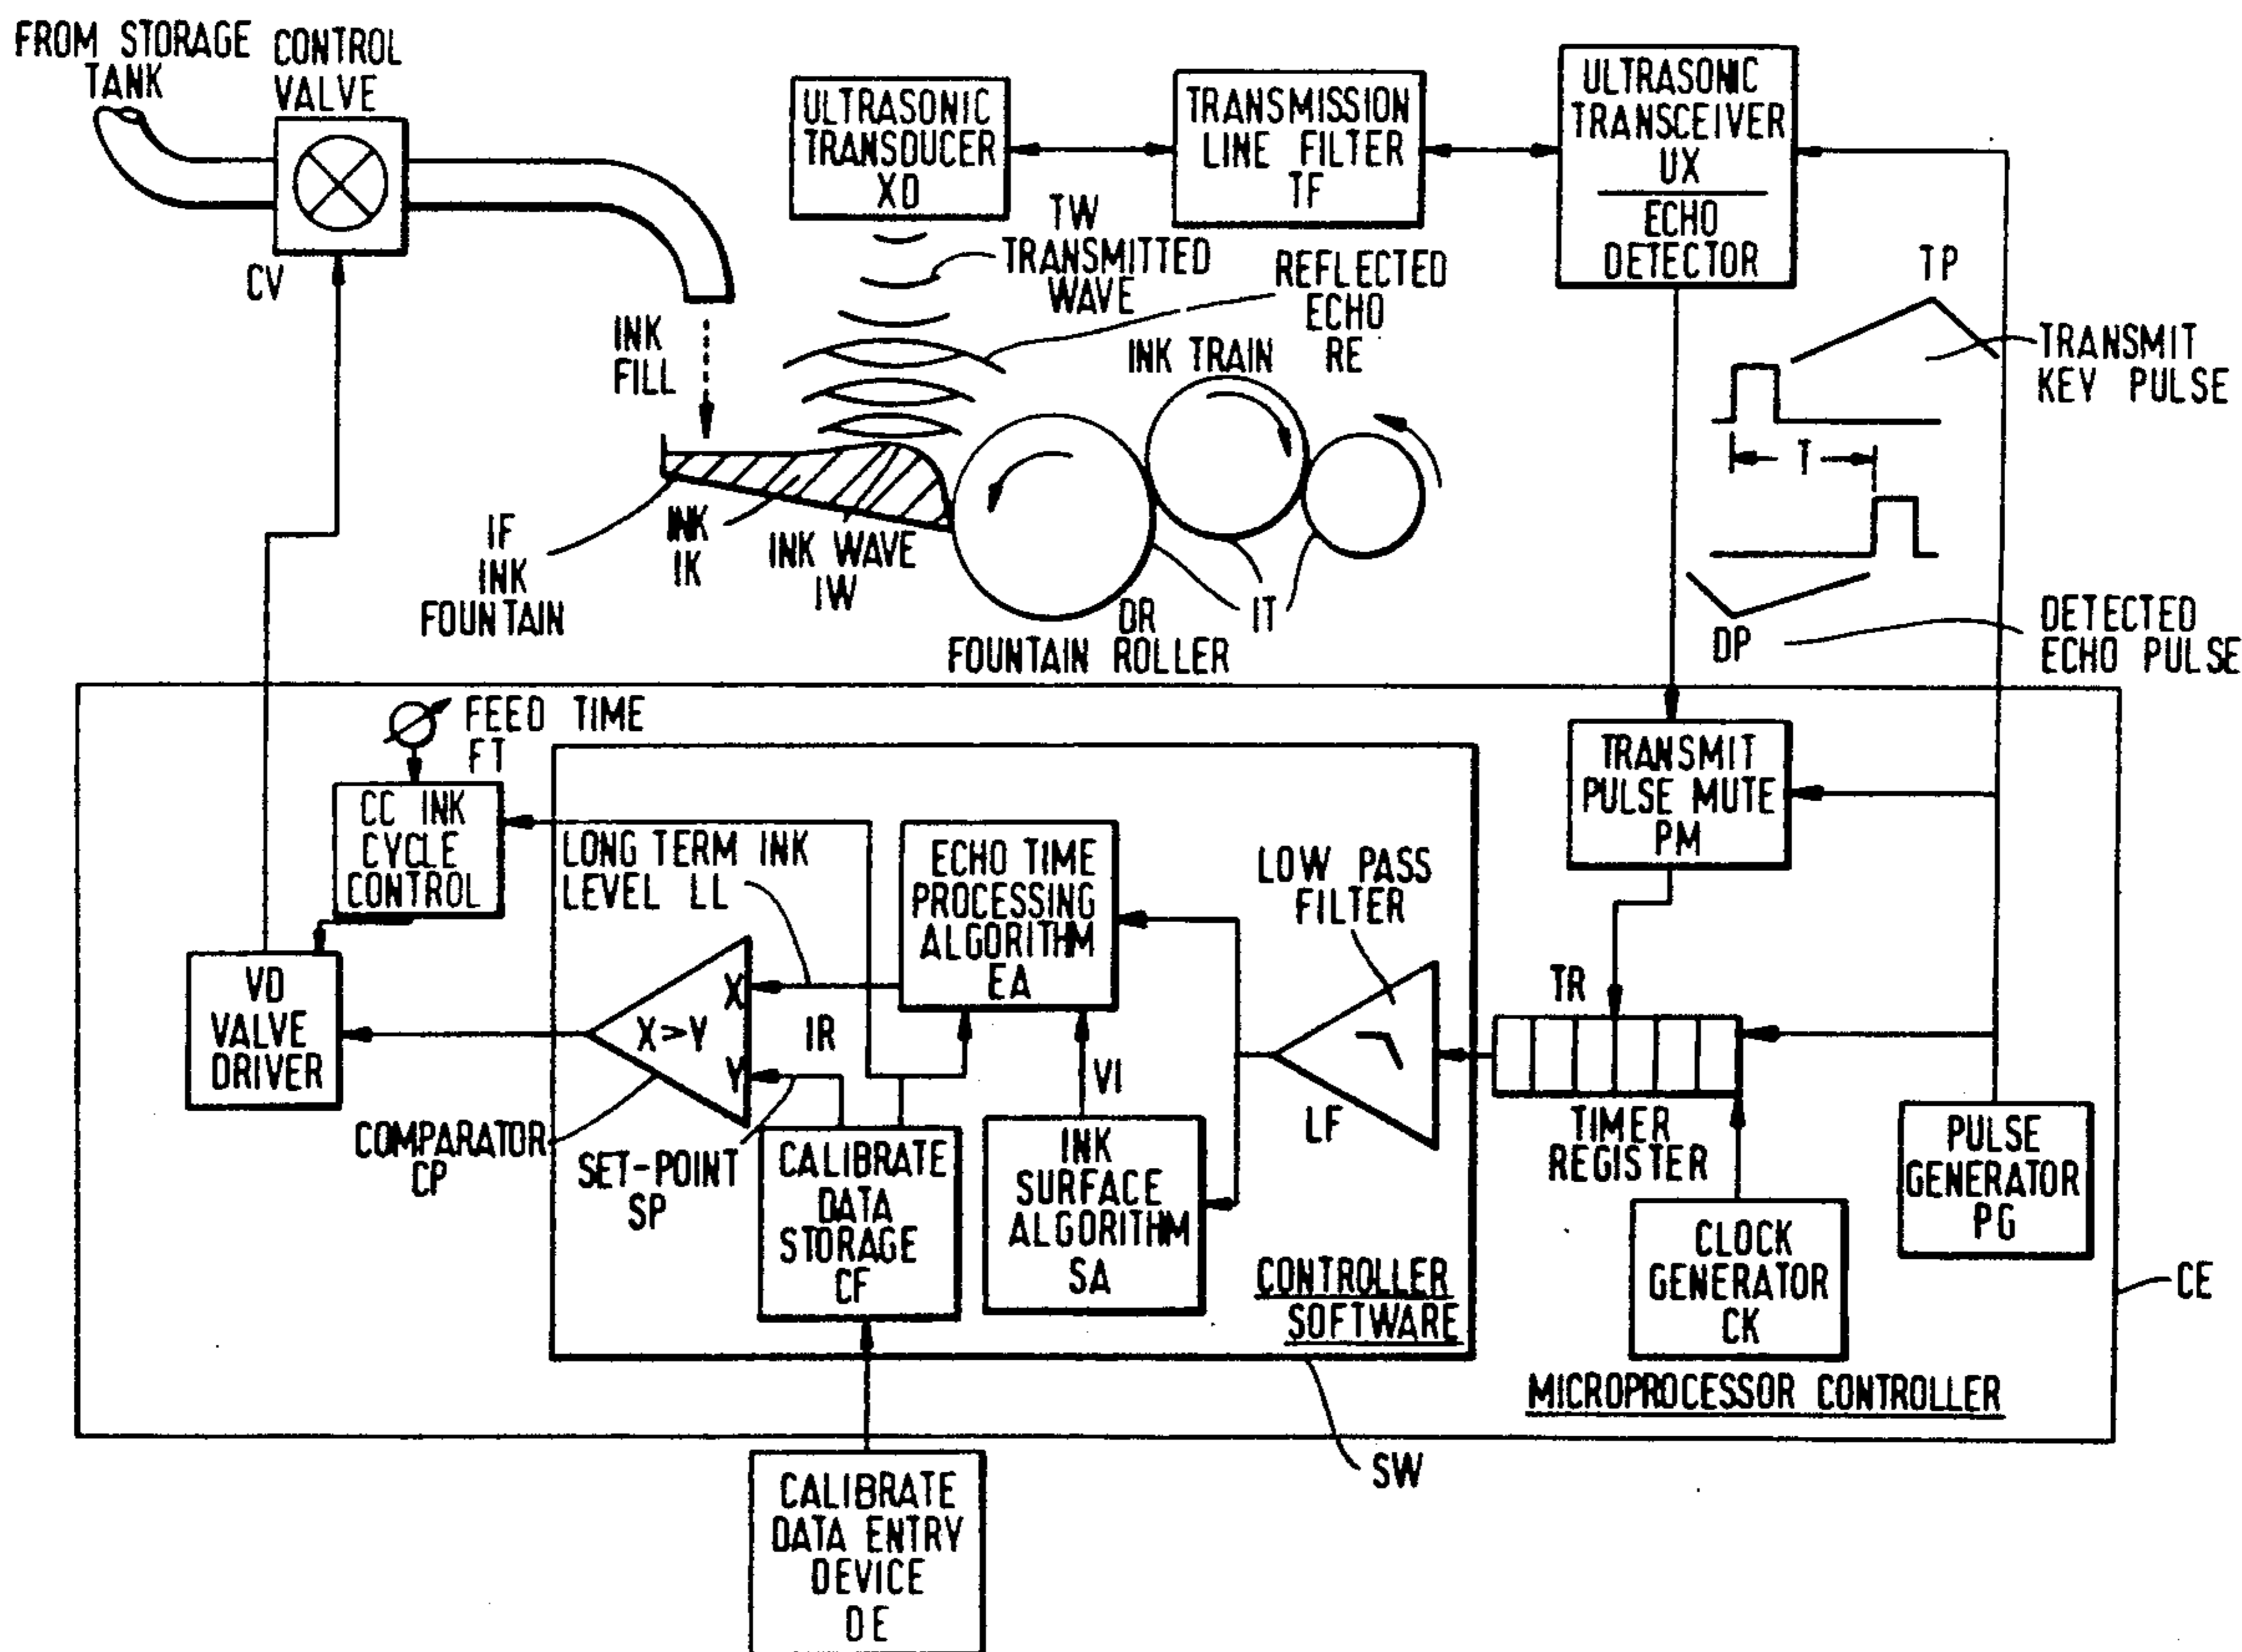 FROM STORAGE
TANK
CONTROL
VALVE
CV
INK
FILL
ULTRASONIC
TRANSDUCER
XD
TRANSMISSION
LINE FILTER
TF
ULTRASONIC
TRANSCEIVER
UX
ECHO
DETECTOR
TW
TRANSMITTED
WAVE
REFLECTED
ECHO
RE
INK TRAIN
TP
TRANSMIT
KEY PULSE
T
DP
DETECTED
ECHO PULSE
IF
INK
FOUNTAIN
INK
IK
INK WAVE
IW
DR
FOUNTAIN ROLLER
IT
FEED TIME
FT
CC INK
CYCLE
CONTROL
LONG TERM INK
LEVEL LL
ECHO TIME
PROCESSING
ALGORITHM
EA
LOW PASS
FILTER
TRANSMIT
PULSE MUTE
PM
VD
VALVE
DRIVER
X>Y
X
Y
IR
VI
LF
TR
TIMER
REGISTER
COMPARATOR
CP
SET-POINT
SP
CALIBRATE
DATA
STORAGE
CF
INK
SURFACE
ALGORITHM
SA
CONTROLLER
SOFTWARE
CLOCK
GENERATOR
CK
PULSE
GENERATOR
PG
CE
MICROPROCESSOR CONTROLLER
SW
CALIBRATE
DATA ENTRY
DEVICE
DE